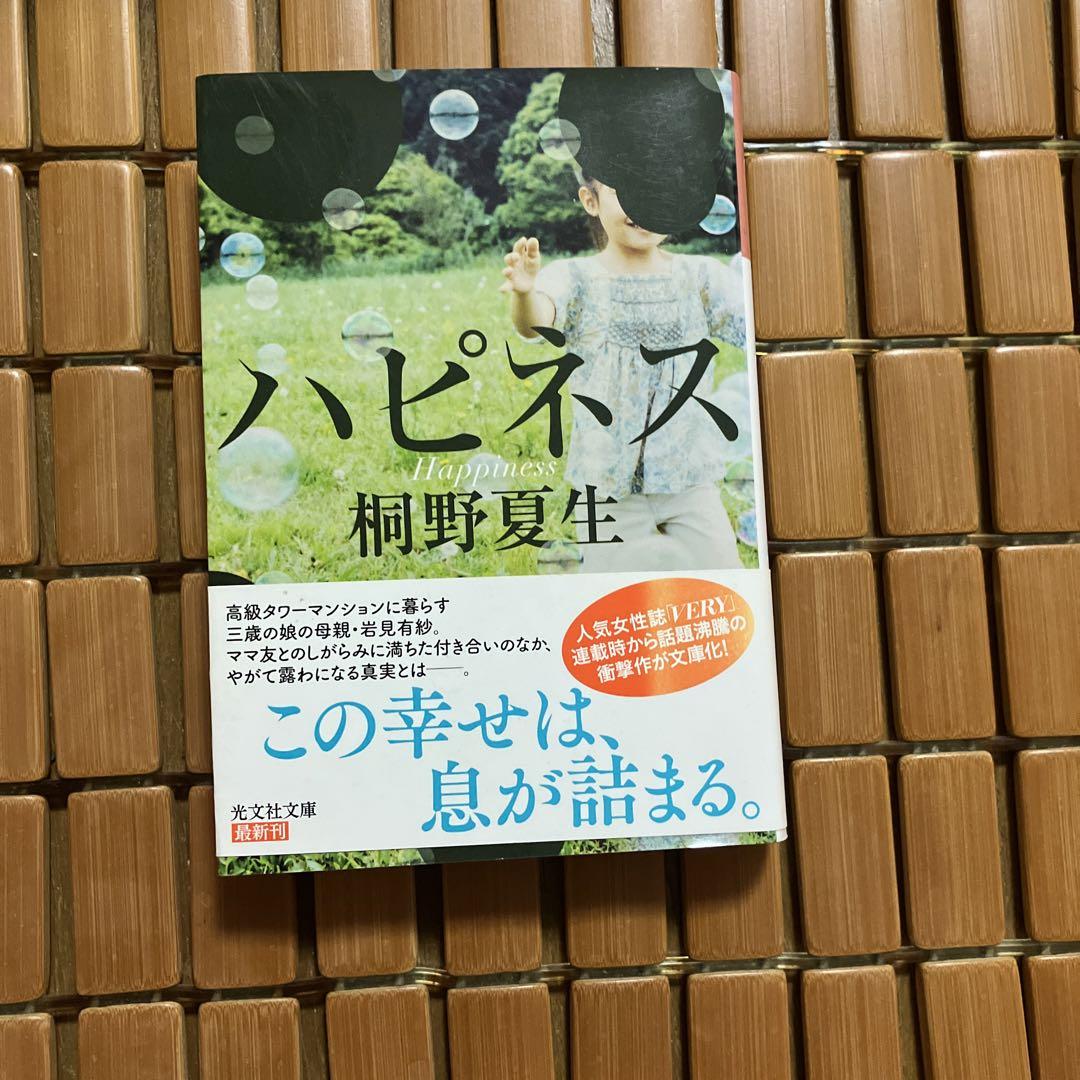 ハピネス
Happiness
桐野夏生
高級タワーマンションに暮らす
三歳の娘の母親・岩見有紗。
ママ友とのしがらみに満ちた付き合いのなか、
やがて露わになる真実とは――。
人気女性誌「VERY」
連載時から話題沸騰の
衝撃作が文庫化!
この幸せは、
息が詰まる。
光文社文庫
最新刊